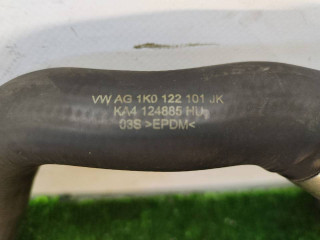 VW AG 1K0 122 101 JK
KA4 124885 HU
03S >EPDM<